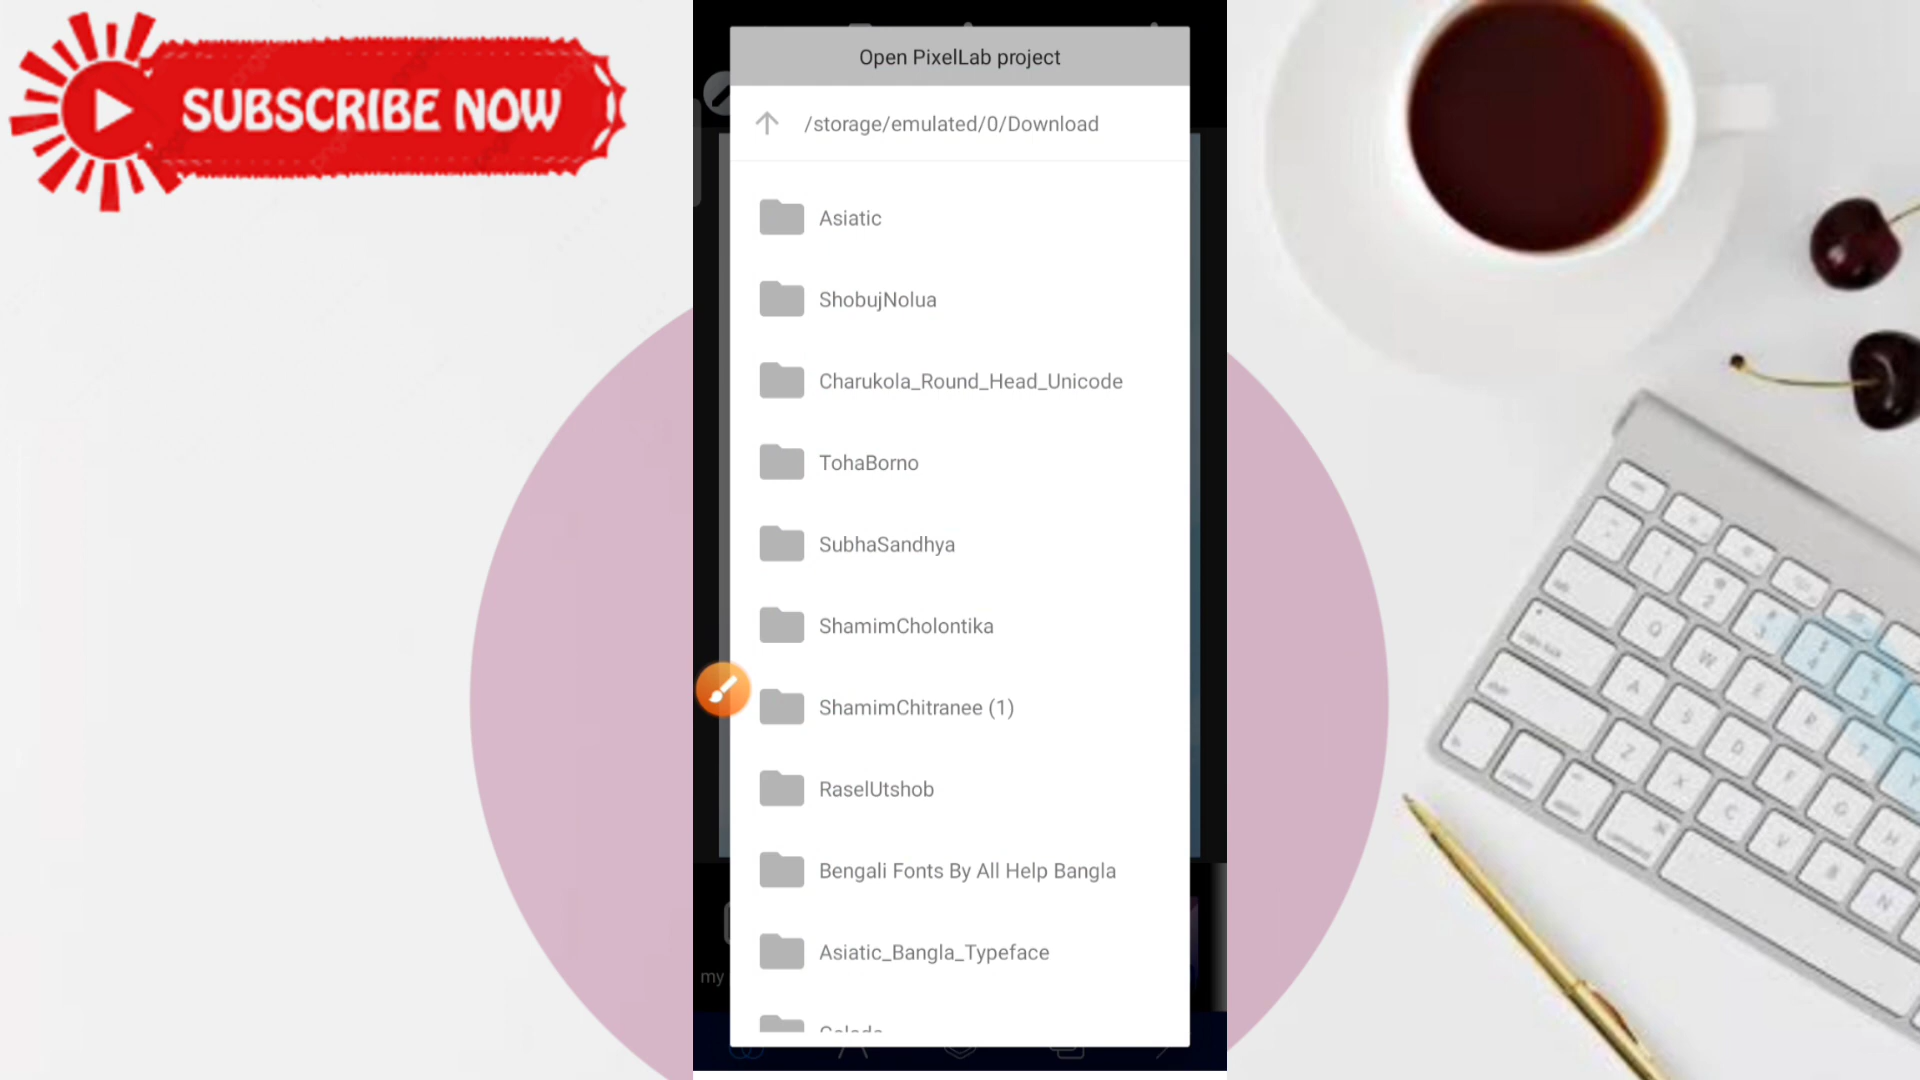 SUBSCRIBE NOW
Open PixelLab project
/storage/emulated/0/Download
Asiatic
ShobujNolua
Charukola_Round_Head_Unicode
TohaBorno
SubhaSandhya
ShamimCholontika
ShamimChitranee (1)
RaselUtshob
Bengali Fonts By All Help Bangla
Asiatic_Bangla_Typeface
my